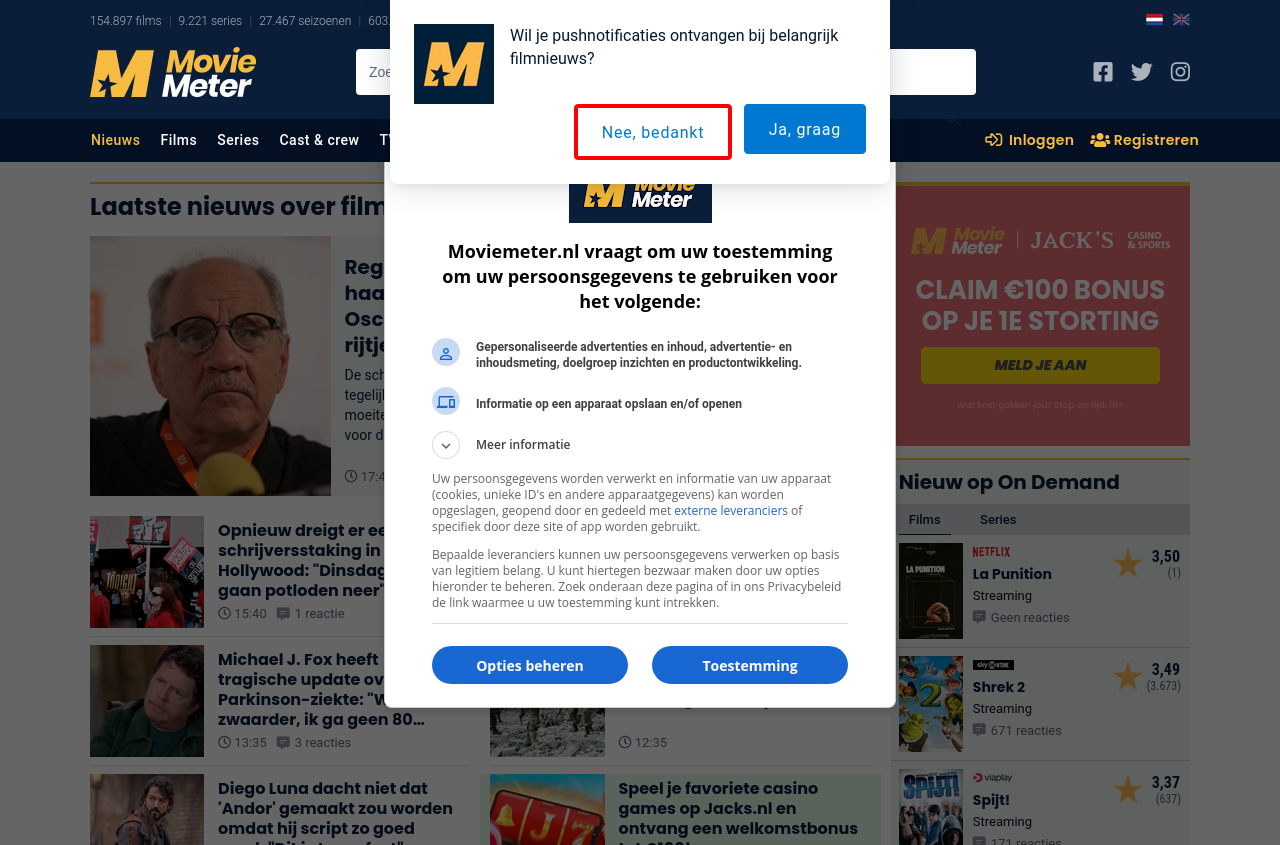 154.897 films
9.221 series
27.467 seizoenen
603.
Movie
Meter
Zoe
Wil je pushnotificaties ontvangen bij belangrijk
filmnieuws?
Nee, bedankt
Ja, graag
Nieuws
Films
Series
Cast & crew
Inloggen
Registreren
Laatste nieuws over film
Reg
haa
Osc
rijtje
De sch
tegelijk
moeite
voor d
17:4
Opnieuw dreigt er ee
schrijversstaking in
Hollywood: "Dinsdag
gaan potloden neer"
15:40
1 reactie
Michael J. Fox heeft
tragische update ov
Parkinson-ziekte: "W
zwaarder, ik ga geen 80...
13:35
3 reacties
Diego Luna dacht niet dat
'Andor' gemaakt zou worden
omdat hij script zo goed
Meter
Moviemeter.nl vraagt om uw toestemming
om uw persoonsgegevens te gebruiken voor
het volgende:
Gepersonaliseerde advertenties en inhoud, advertentie- en
inhoudsmeting, doelgroep inzichten en productontwikkeling.
Informatie op een apparaat opslaan en/of openen
Meer informatie
Uw persoonsgegevens worden verwerkt en informatie van uw apparaat
(cookies, unieke ID's en andere apparaatgegevens) kan worden
opgeslagen, geopend door en gedeeld met externe leveranciers of
specifiek door deze site of app worden gebruikt.
Bepaalde leveranciers kunnen uw persoonsgegevens verwerken op basis
van legitiem belang. U kunt hiertegen bezwaar maken door uw opties
hieronder te beheren. Zoek onderaan deze pagina of in ons Privacybeleid
de link waarmee u uw toestemming kunt intrekken.
Opties beheren
Toestemming
12:35
Speel je favoriete casino
games op Jacks.nl en
ontvang een welkomstbonus
Movie
Meter
JACK'S
CASINO
& SPORTS
CLAIM €100 BONUS
OP JE 1E STORTING
MELD JE AAN
Wat kost gokken jou? Stop op tijd. 18+
Nieuw op On Demand
Films
Series
LA PUNITION
NETFLIX
La Punition
Streaming
Geen reacties
3,50
(1)
2
sky SHOWTIME
Shrek 2
Streaming
671 reacties
3,49
(3.673)
SPIJT!
viaplay
Spijt!
Streaming
171 reacties
3,37
(637)